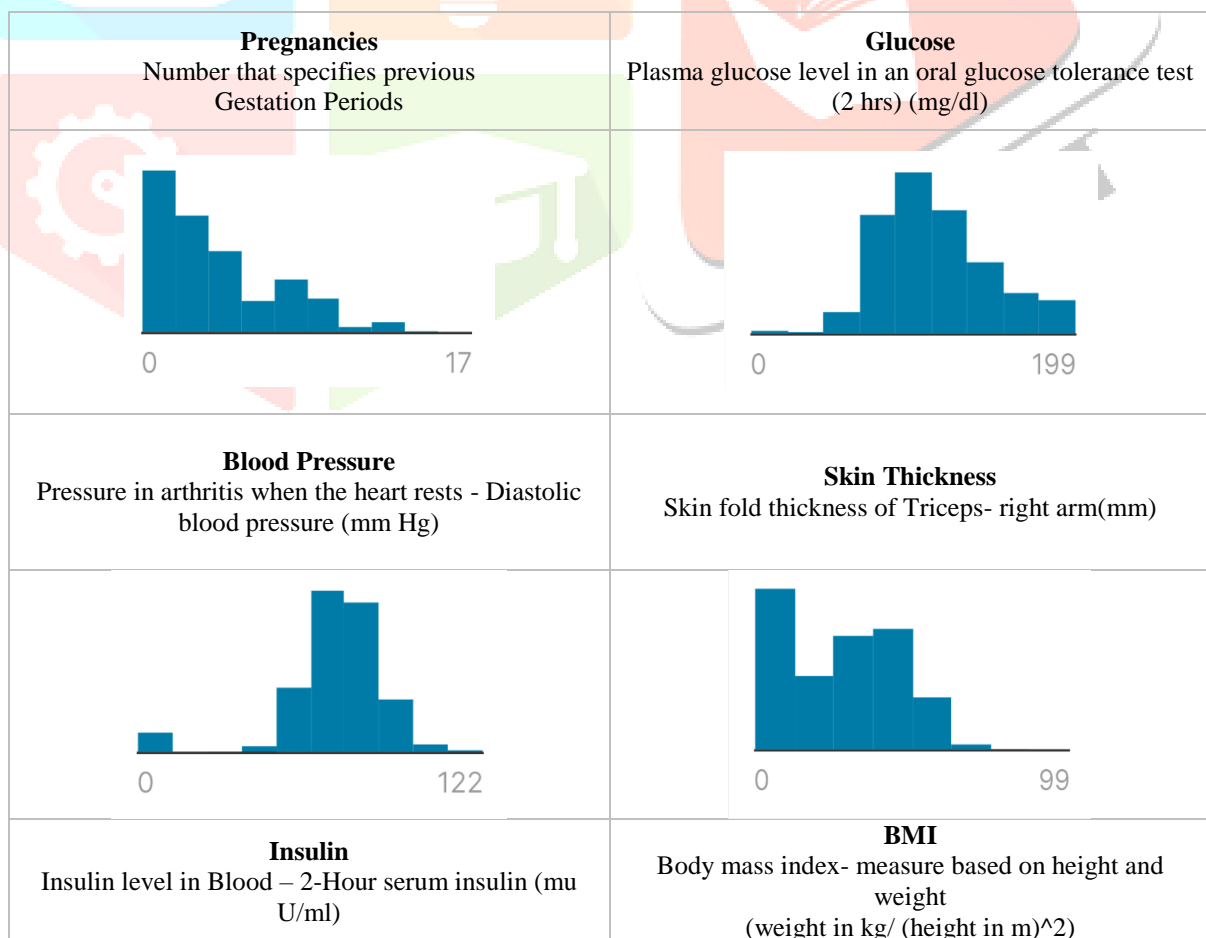 Pregnancies
Number that specifies previous
Gestation Periods
Glucose
Plasma glucose level in an oral glucose tolerance test
(2 hrs) (mg/dl)
0 17
0 199
Blood Pressure
Pressure in arthritis when the heart rests - Diastolic
blood pressure (mm Hg)
Skin Thickness
Skin fold thickness of Triceps- right arm(mm)
0 122
0 99
Insulin
Insulin level in Blood – 2-Hour serum insulin (mu
U/ml)
BMI
Body mass index- measure based on height and
weight
(weight in kg/ (height in m)^2)